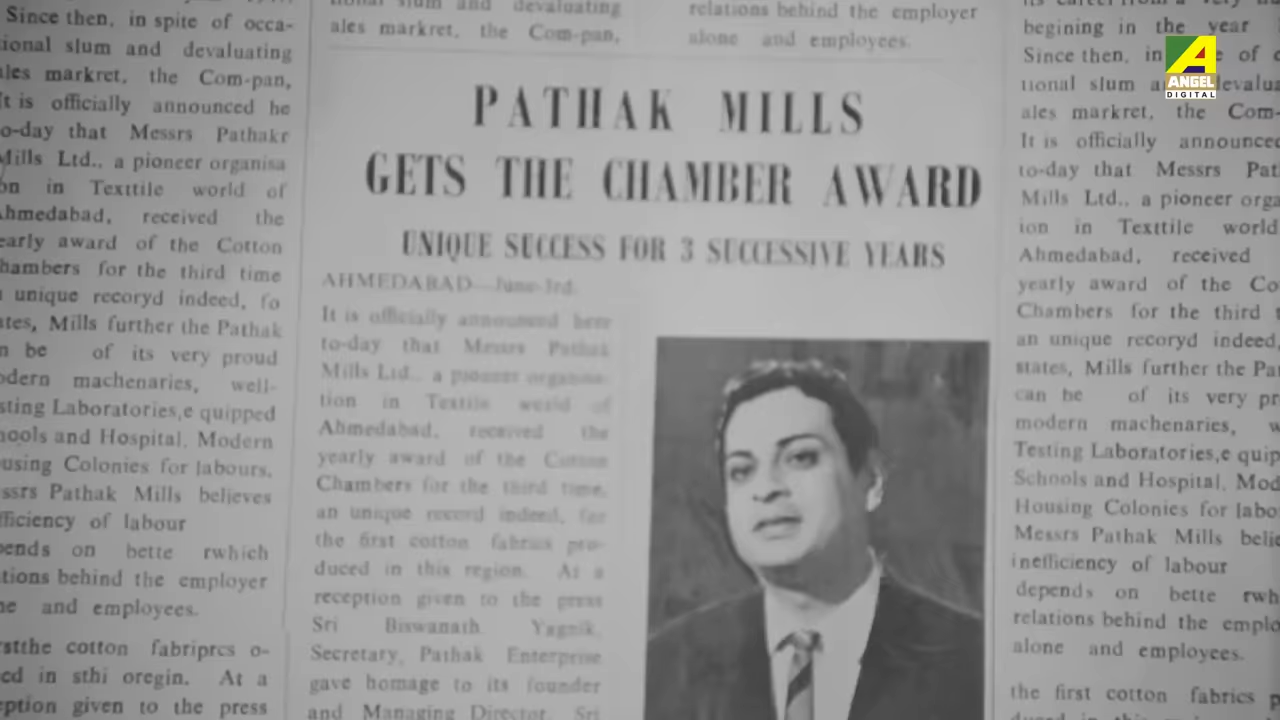 Since then, in spite of occa-
ional slum and devaluating
ales markret, the Com-pan,
It is officially announced he
o-day that Messrs Pathakr
Mills Ltd., a pioneer organisa
on in Texttile world of
Ahmedabad, received the
early award of the Cotton
hambers for the third time
unique recoryd indeed, fo
ates, Mills further the Pathak
n be of its very proud
odern machenaries, well-
sting Laboratories,e quipped
hools and Hospital, Modern
ousing Colonies for labours,
ssrs Pathak Mills believes
fficiency of labour
pends on bette rwhich
tions behind the employer
ne and employees.
rstthe cotton fabriprcs o-
ed in sthi oregin. At a
eption given to the press
ional slum and devaluating
ales markret, the Com-pan,
relations behind the employer
alone and employees.
PATHAK MILLS
GETS THE CHAMBER AWARD
UNIQUE SUCCESS FOR 3 SUCCESSIVE YEARS
AHMEDABAD—June-3rd.
It is officially announced here
to-day that Messrs Pathak
Mills Ltd., a pioneer organisa-
tion in Textile world of
Ahmedabad, received the
yearly award of the Cotton
Chambers for the third time,
an unique record indeed, for
the first cotton fabrics pro-
duced in this region. At a
reception given to the press
Sri Biswanath Yagnik,
Secretary, Pathak Enterprise
gave homage to its founder
and Managing Director, Sri
begining in the year
Since then, in of
tional slum
ales markret, the Com-
It is officially announced
to-day that Messrs Pat
Mills Ltd., a pioneer orga
ion in Texttile world
Ahmedabad, received
yearly award of the Co
Chambers for the third t
an unique recoryd indeed,
states, Mills further the Pat
can be of its very pr
modern machenaries, w
Testing Laboratories,e quip
Schools and Hospital, Mod
Housing Colonies for labo
Messrs Pathak Mills belie
inefficiency of labour
depends on bette rwh
relations behind the emplo
alone and employees.
the first cotton fabrics p
ANGEL
DIGITAL